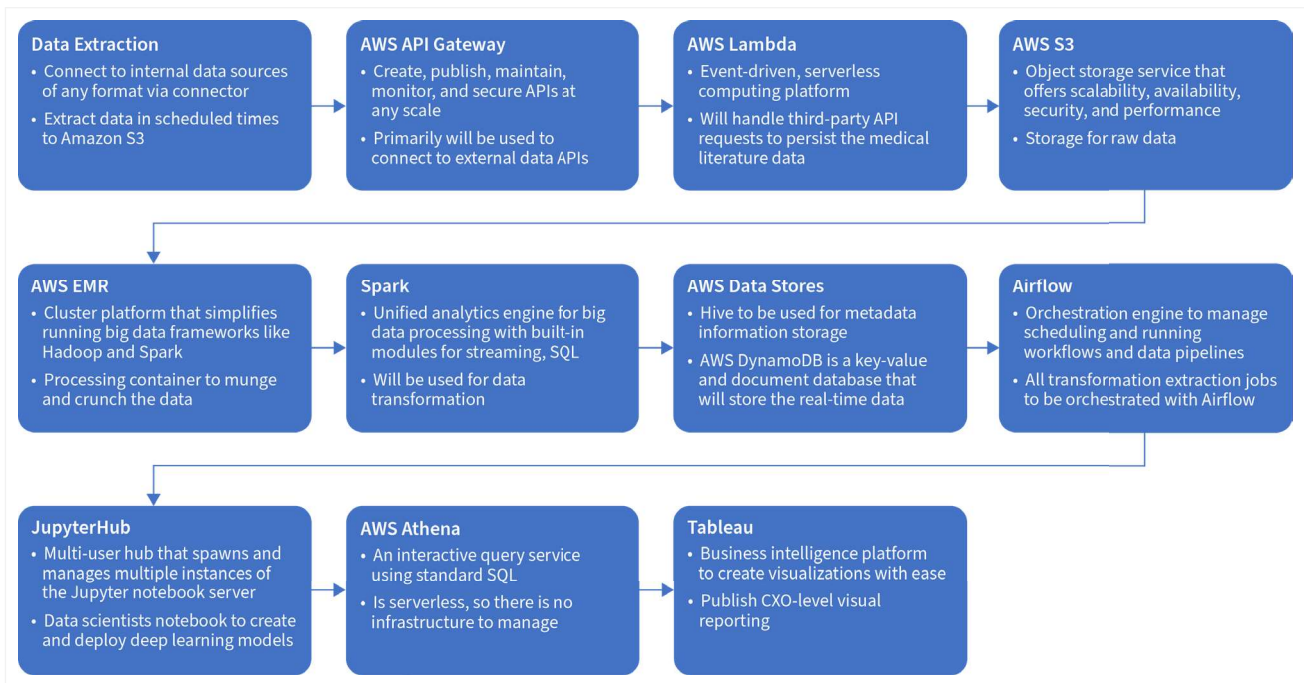 Data Extraction
• Connect to internal data sources
of any format via connector
• Extract data in scheduled times
to Amazon S3
AWS API Gateway
• Create, publish, maintain,
monitor, and secure APIs at
any scale
• Primarily will be used to
connect to external data APIs
AWS Lambda
• Event-driven, serverless
computing platform
• Will handle third-party API
requests to persist the medical
literature data
AWS S3
• Object storage service that
offers scalability, availability,
security, and performance
• Storage for raw data
AWS EMR
• Cluster platform that simplifies
running big data frameworks like
Hadoop and Spark
• Processing container to munge
and crunch the data
Spark
• Unified analytics engine for big
data processing with built-in
modules for streaming, SQL
• Will be used for data
transformation
AWS Data Stores
• Hive to be used for metadata
information storage
• AWS DynamoDB is a key-value
and document database that
will store the real-time data
Airflow
• Orchestration engine to manage
scheduling and running
workflows and data pipelines
• All transformation extraction jobs
to be orchestrated with Airflow
JupyterHub
• Multi-user hub that spawns and
manages multiple instances of
the Jupyter notebook server
• Data scientists notebook to create
and deploy deep learning models
AWS Athena
• An interactive query service
using standard SQL
• Is serverless, so there is no
infrastructure to manage
Tableau
• Business intelligence platform
to create visualizations with ease
• Publish CXO-level visual
reporting